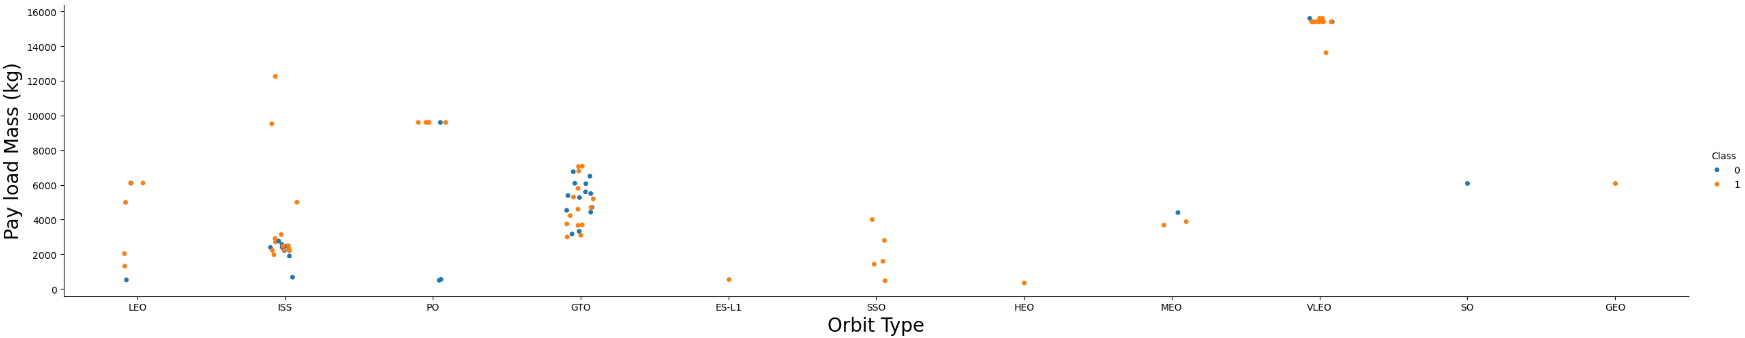 16000
14000
12000
10000
8000
6000
4000
2000
0
Pay load Mass (kg)
LEO ISS PO GTO ES-L1 SSO HEO MEO VLEO SO GEO
Orbit Type
Class
0
1